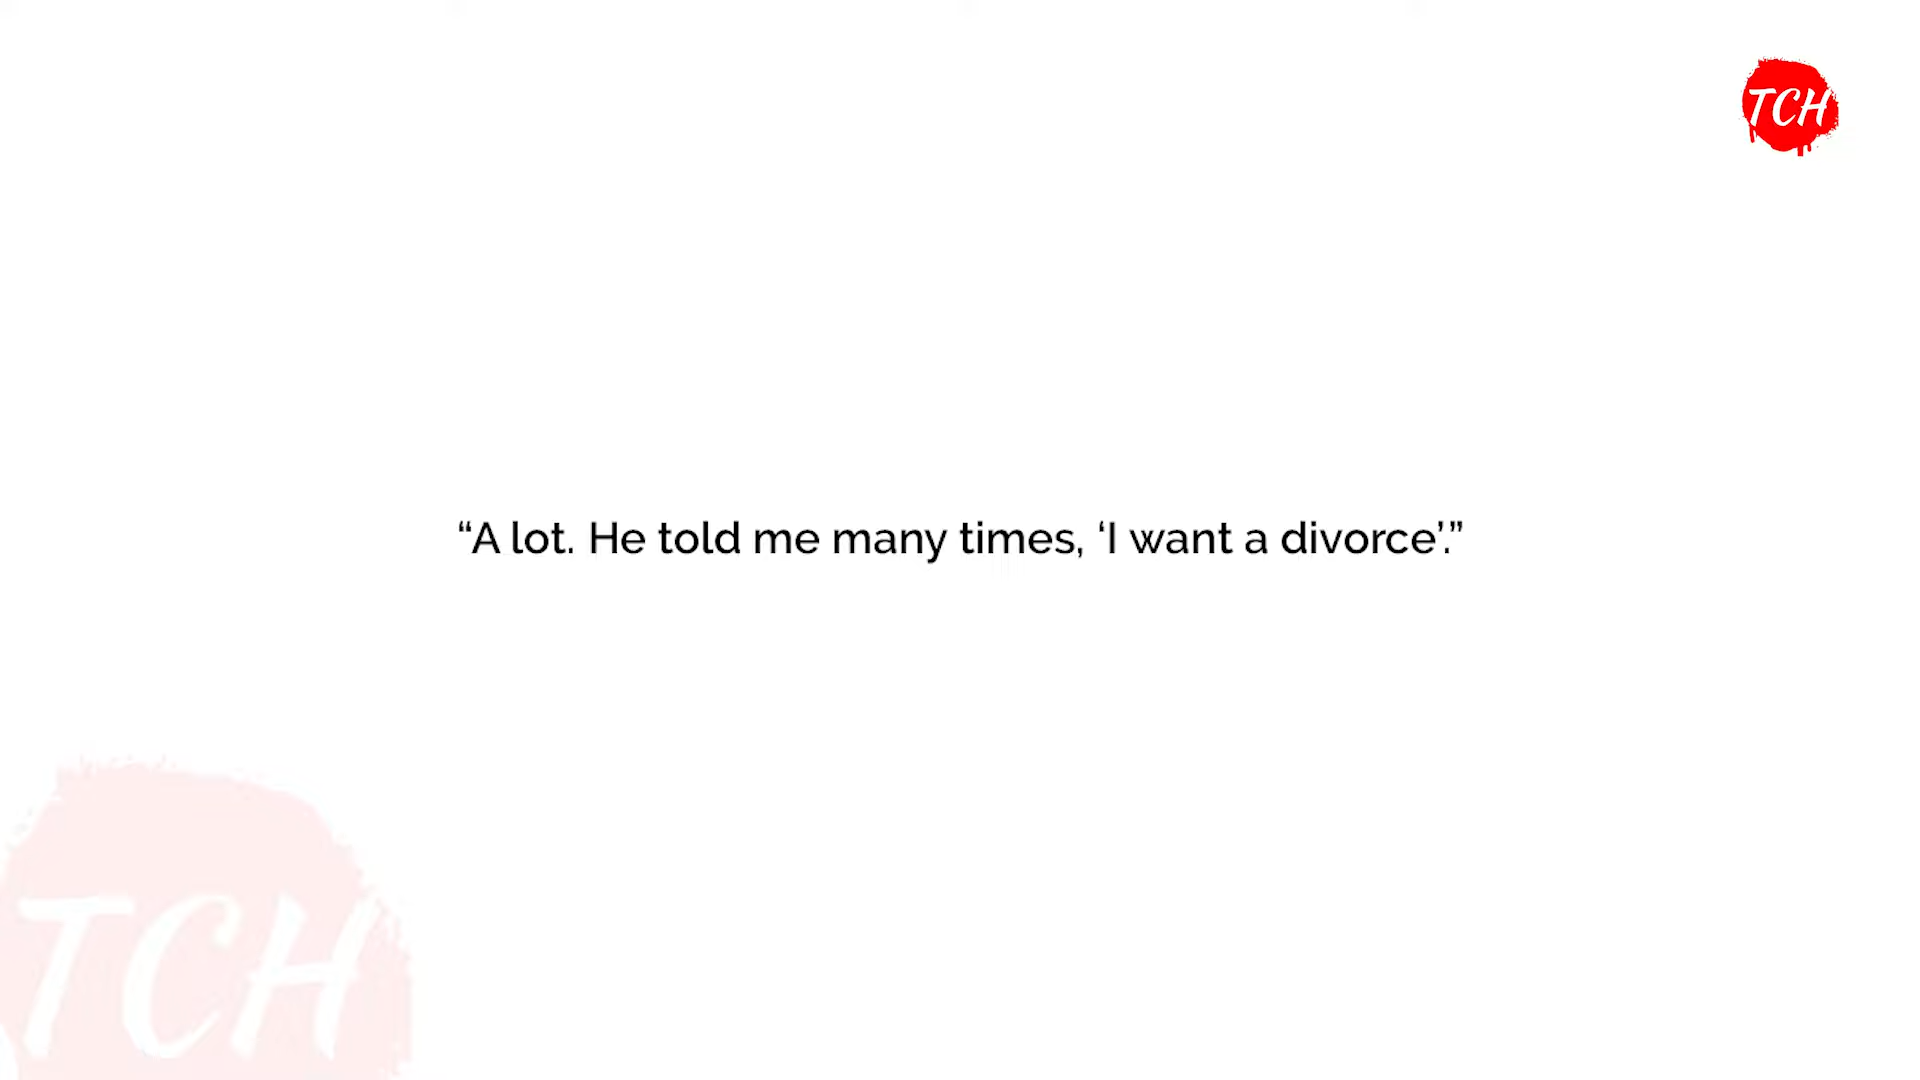 TCH
“A lot. He told me many times, ‘I want a divorce’.”
TCH